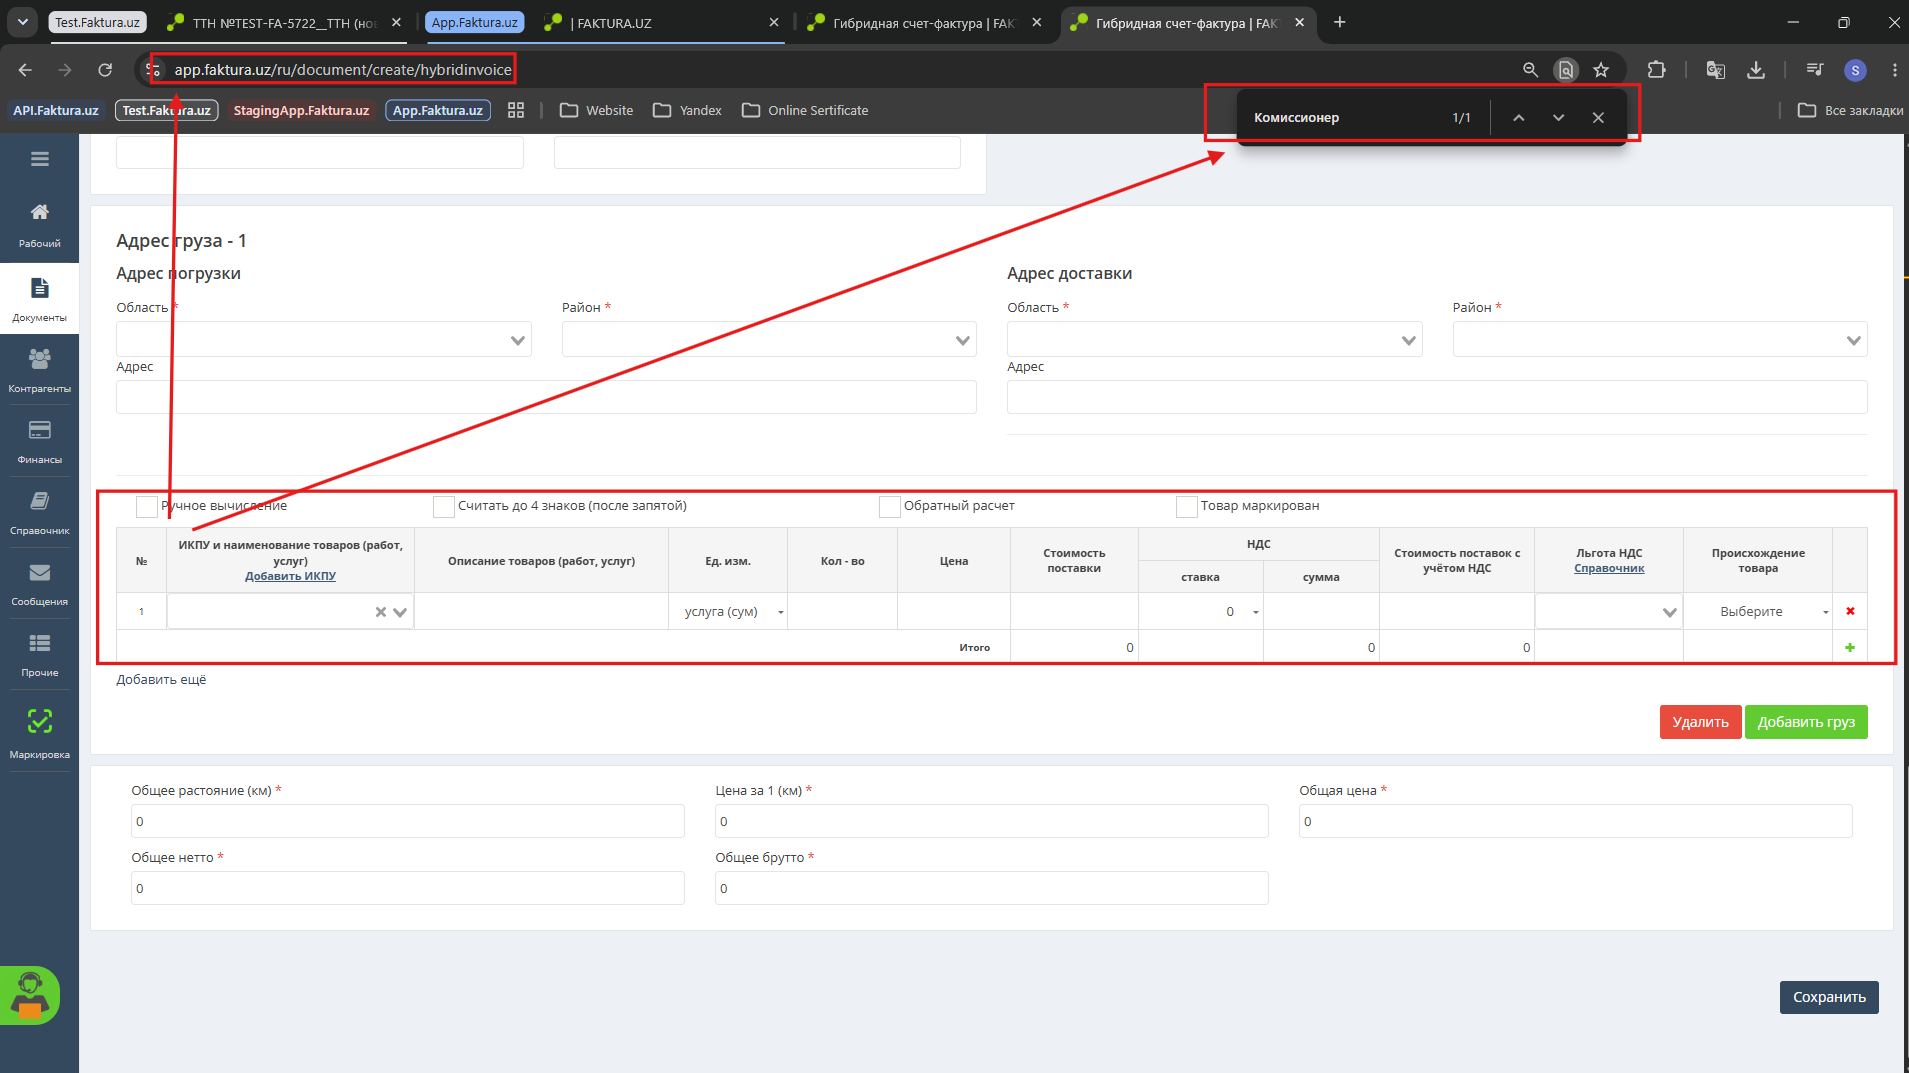 Test.Faktura.uz
ТТН №TEST-FA-5722__ТТН (нов
App.Faktura.uz
| FAKTURA.UZ
Гибридная счет-фактура | FAK
Гибридная счет-фактура | FAK
app.faktura.uz/ru/document/create/hybridinvoice
S
API.Faktura.uz
Test.Faktura.uz
StagingApp.Faktura.uz
App.Faktura.uz
Website
Yandex
Online Sertificate
Все закладки
Комиссионер
1/1
Рабочий
Документы
Контрагенты
Финансы
Справочник
Сообщения
Прочие
Маркировка
Адрес груза - 1
Адрес погрузки
Адрес доставки
Область *
Район *
Область *
Район *
Адрес
Адрес
Ручное вычисление
Считать до 4 знаков (после запятой)
Обратный расчет
Товар маркирован
№
ИКПУ и наименование товаров (работ, услуг)
Добавить ИКПУ
Описание товаров (работ, услуг)
Ед. изм.
Кол - во
Цена
Стоимость поставки
НДС
ставка
сумма
Стоимость поставок с учётом НДС
Льгота НДС
Справочник
Происхождение товара
1
услуга (сум)
0
Выберите
Итого
0
0
0
Добавить ещё
Удалить
Добавить груз
Общее растояние (км) *
Цена за 1 (км) *
Общая цена *
0
0
0
Общее нетто *
Общее брутто *
0
0
Сохранить